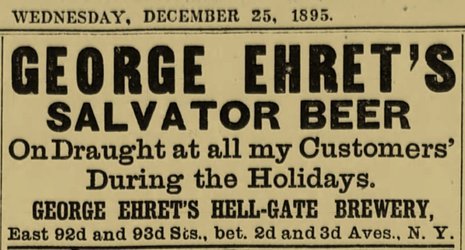 WEDNESDAY, DECEMBER 25, 1895.
GEORGE EHRET'S
SALVATOR BEER
On Draught at all my Customers'
During the Holidays.
GEORGE EHRET'S HELL-GATE BREWERY,
East 92d and 93d Sts., bet. 2d and 3d Aves., N. Y.